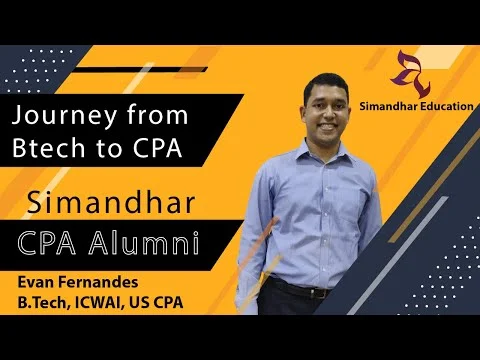 Journey from
Btech to CPA
Simandhar Education
Simandhar
CPA Alumni
Evan Fernandes
B.Tech, ICWAI, US CPA